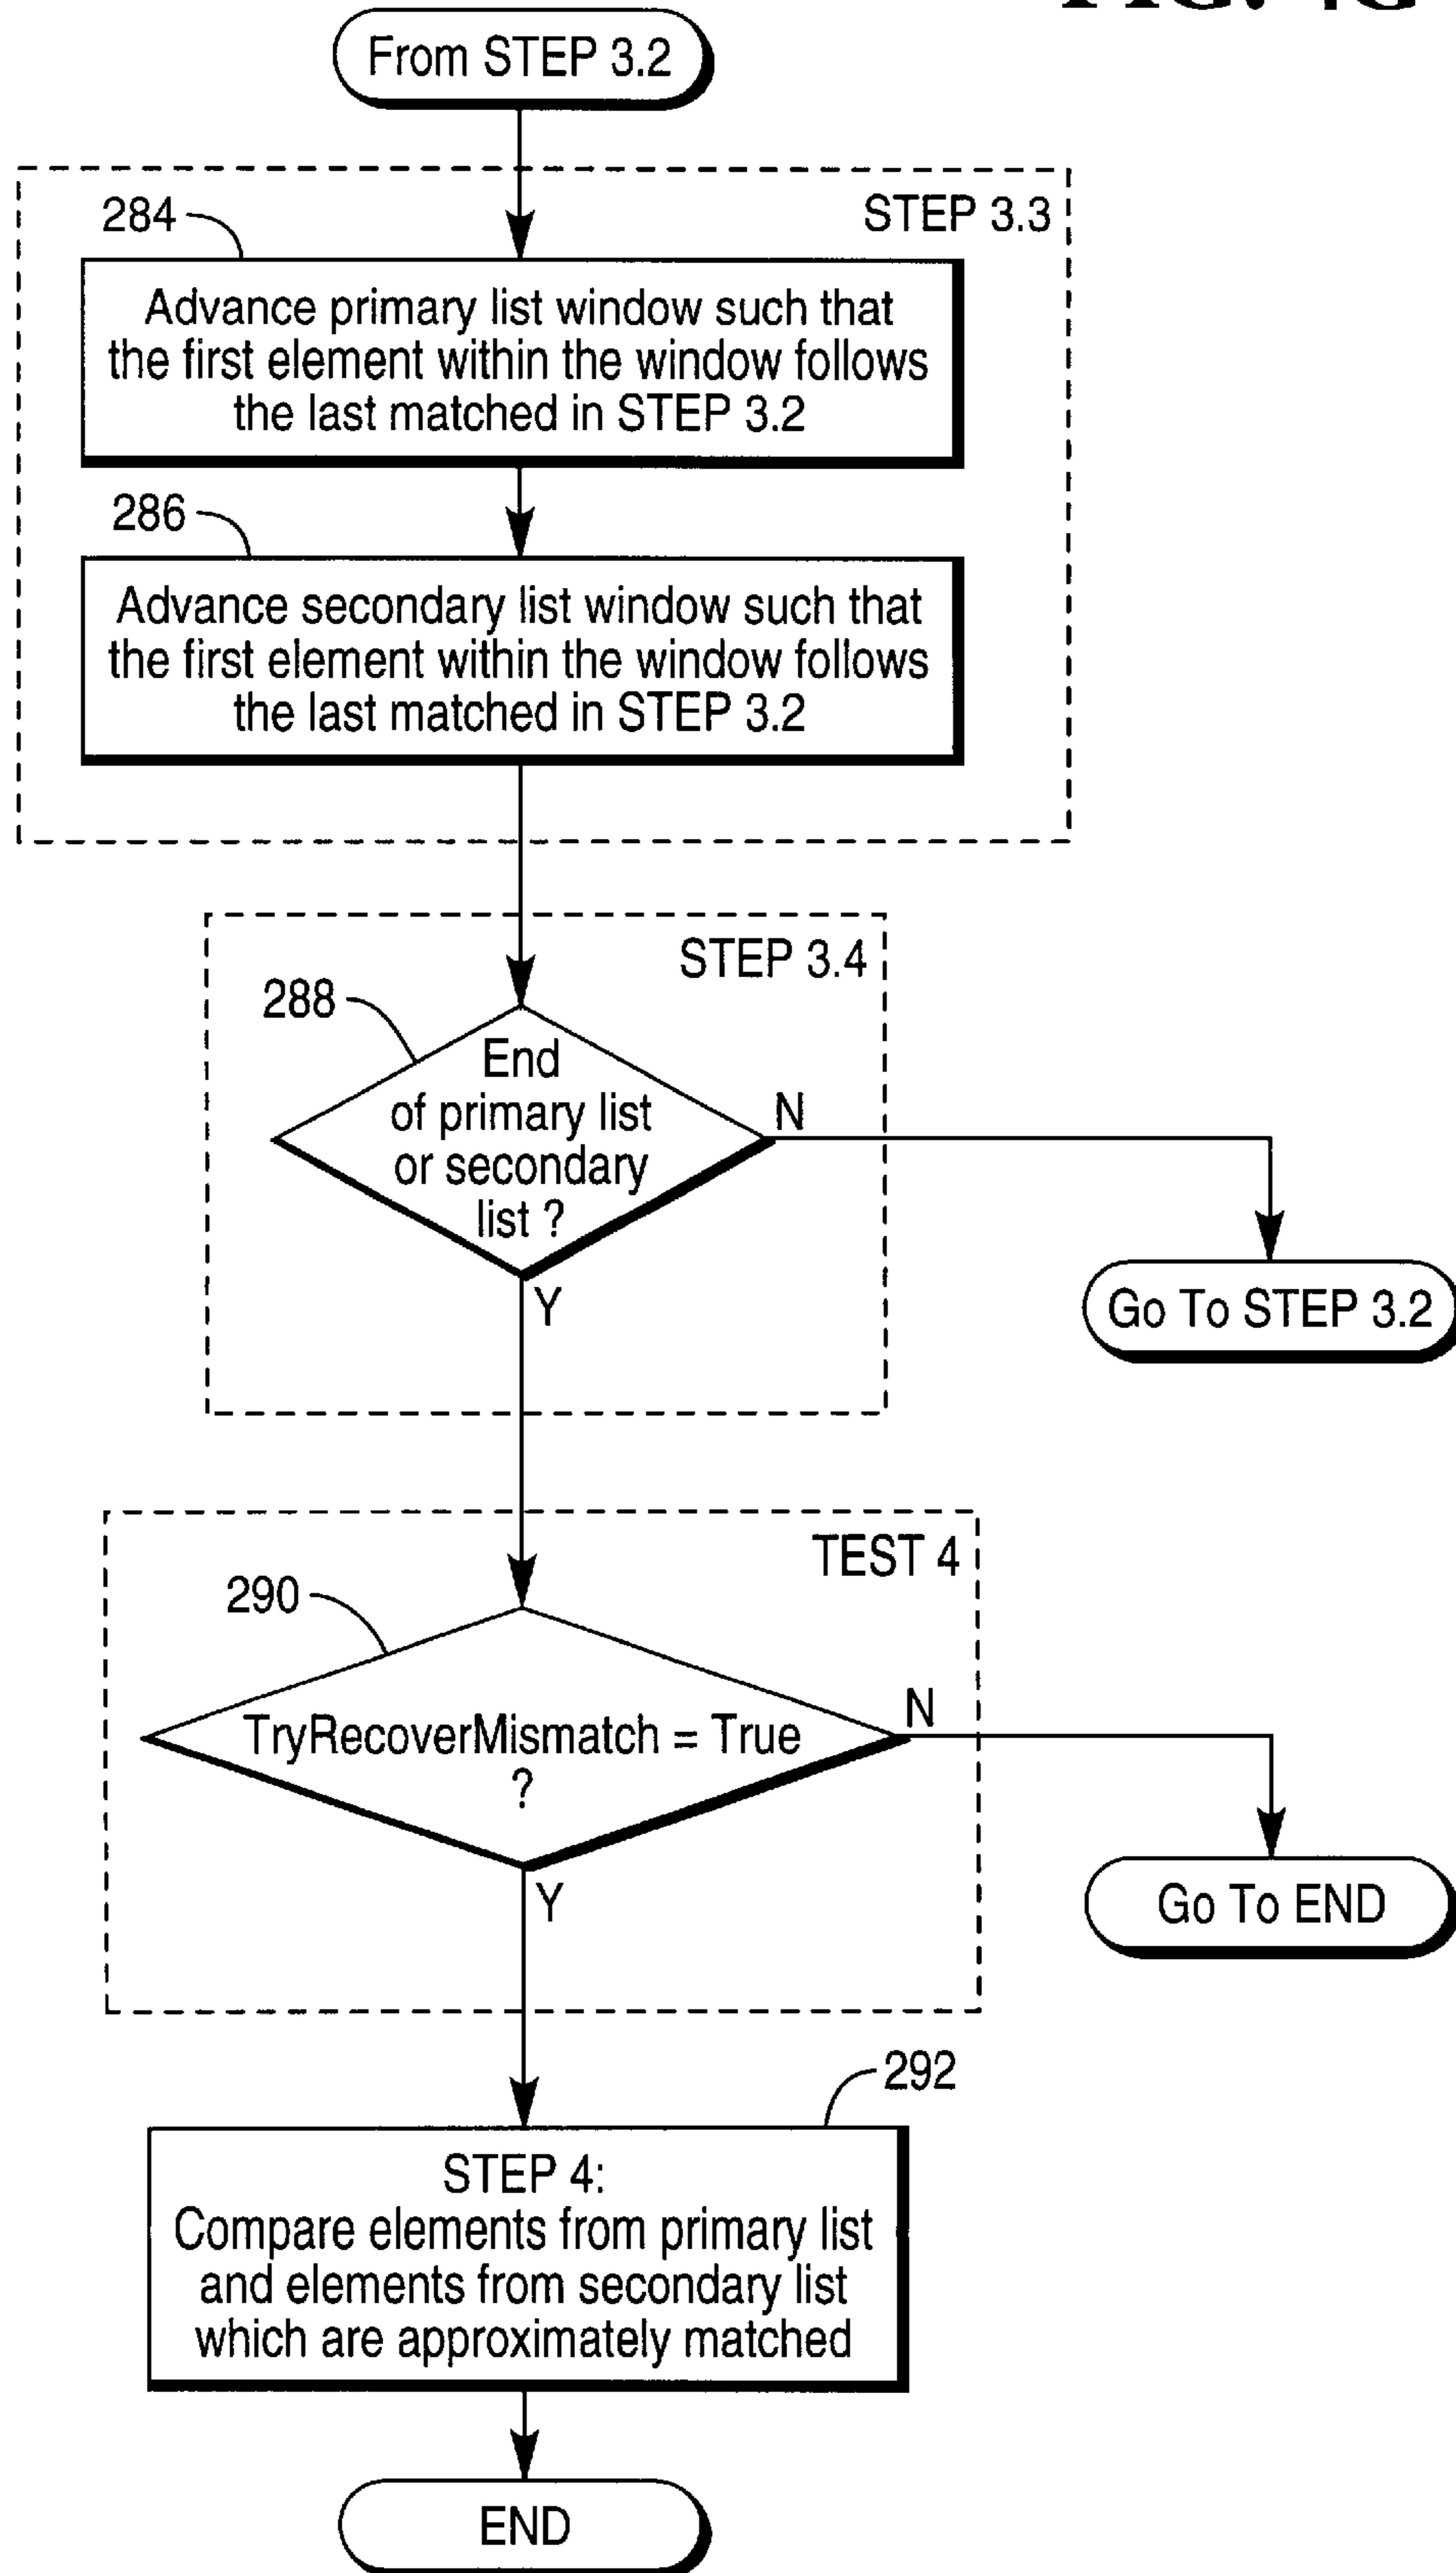 From STEP 3.2
STEP 3.3
284
Advance primary list window such that
the first element within the window follows
the last matched in STEP 3.2
286
Advance secondary list window such that
the first element within the window follows
the last matched in STEP 3.2
STEP 3.4
288
End
of primary list
or secondary
list ?
N
Y
Go To STEP 3.2
TEST 4
290
TryRecoverMismatch = True
?
N
Y
Go To END
292
STEP 4:
Compare elements from primary list
and elements from secondary list
which are approximately matched
END